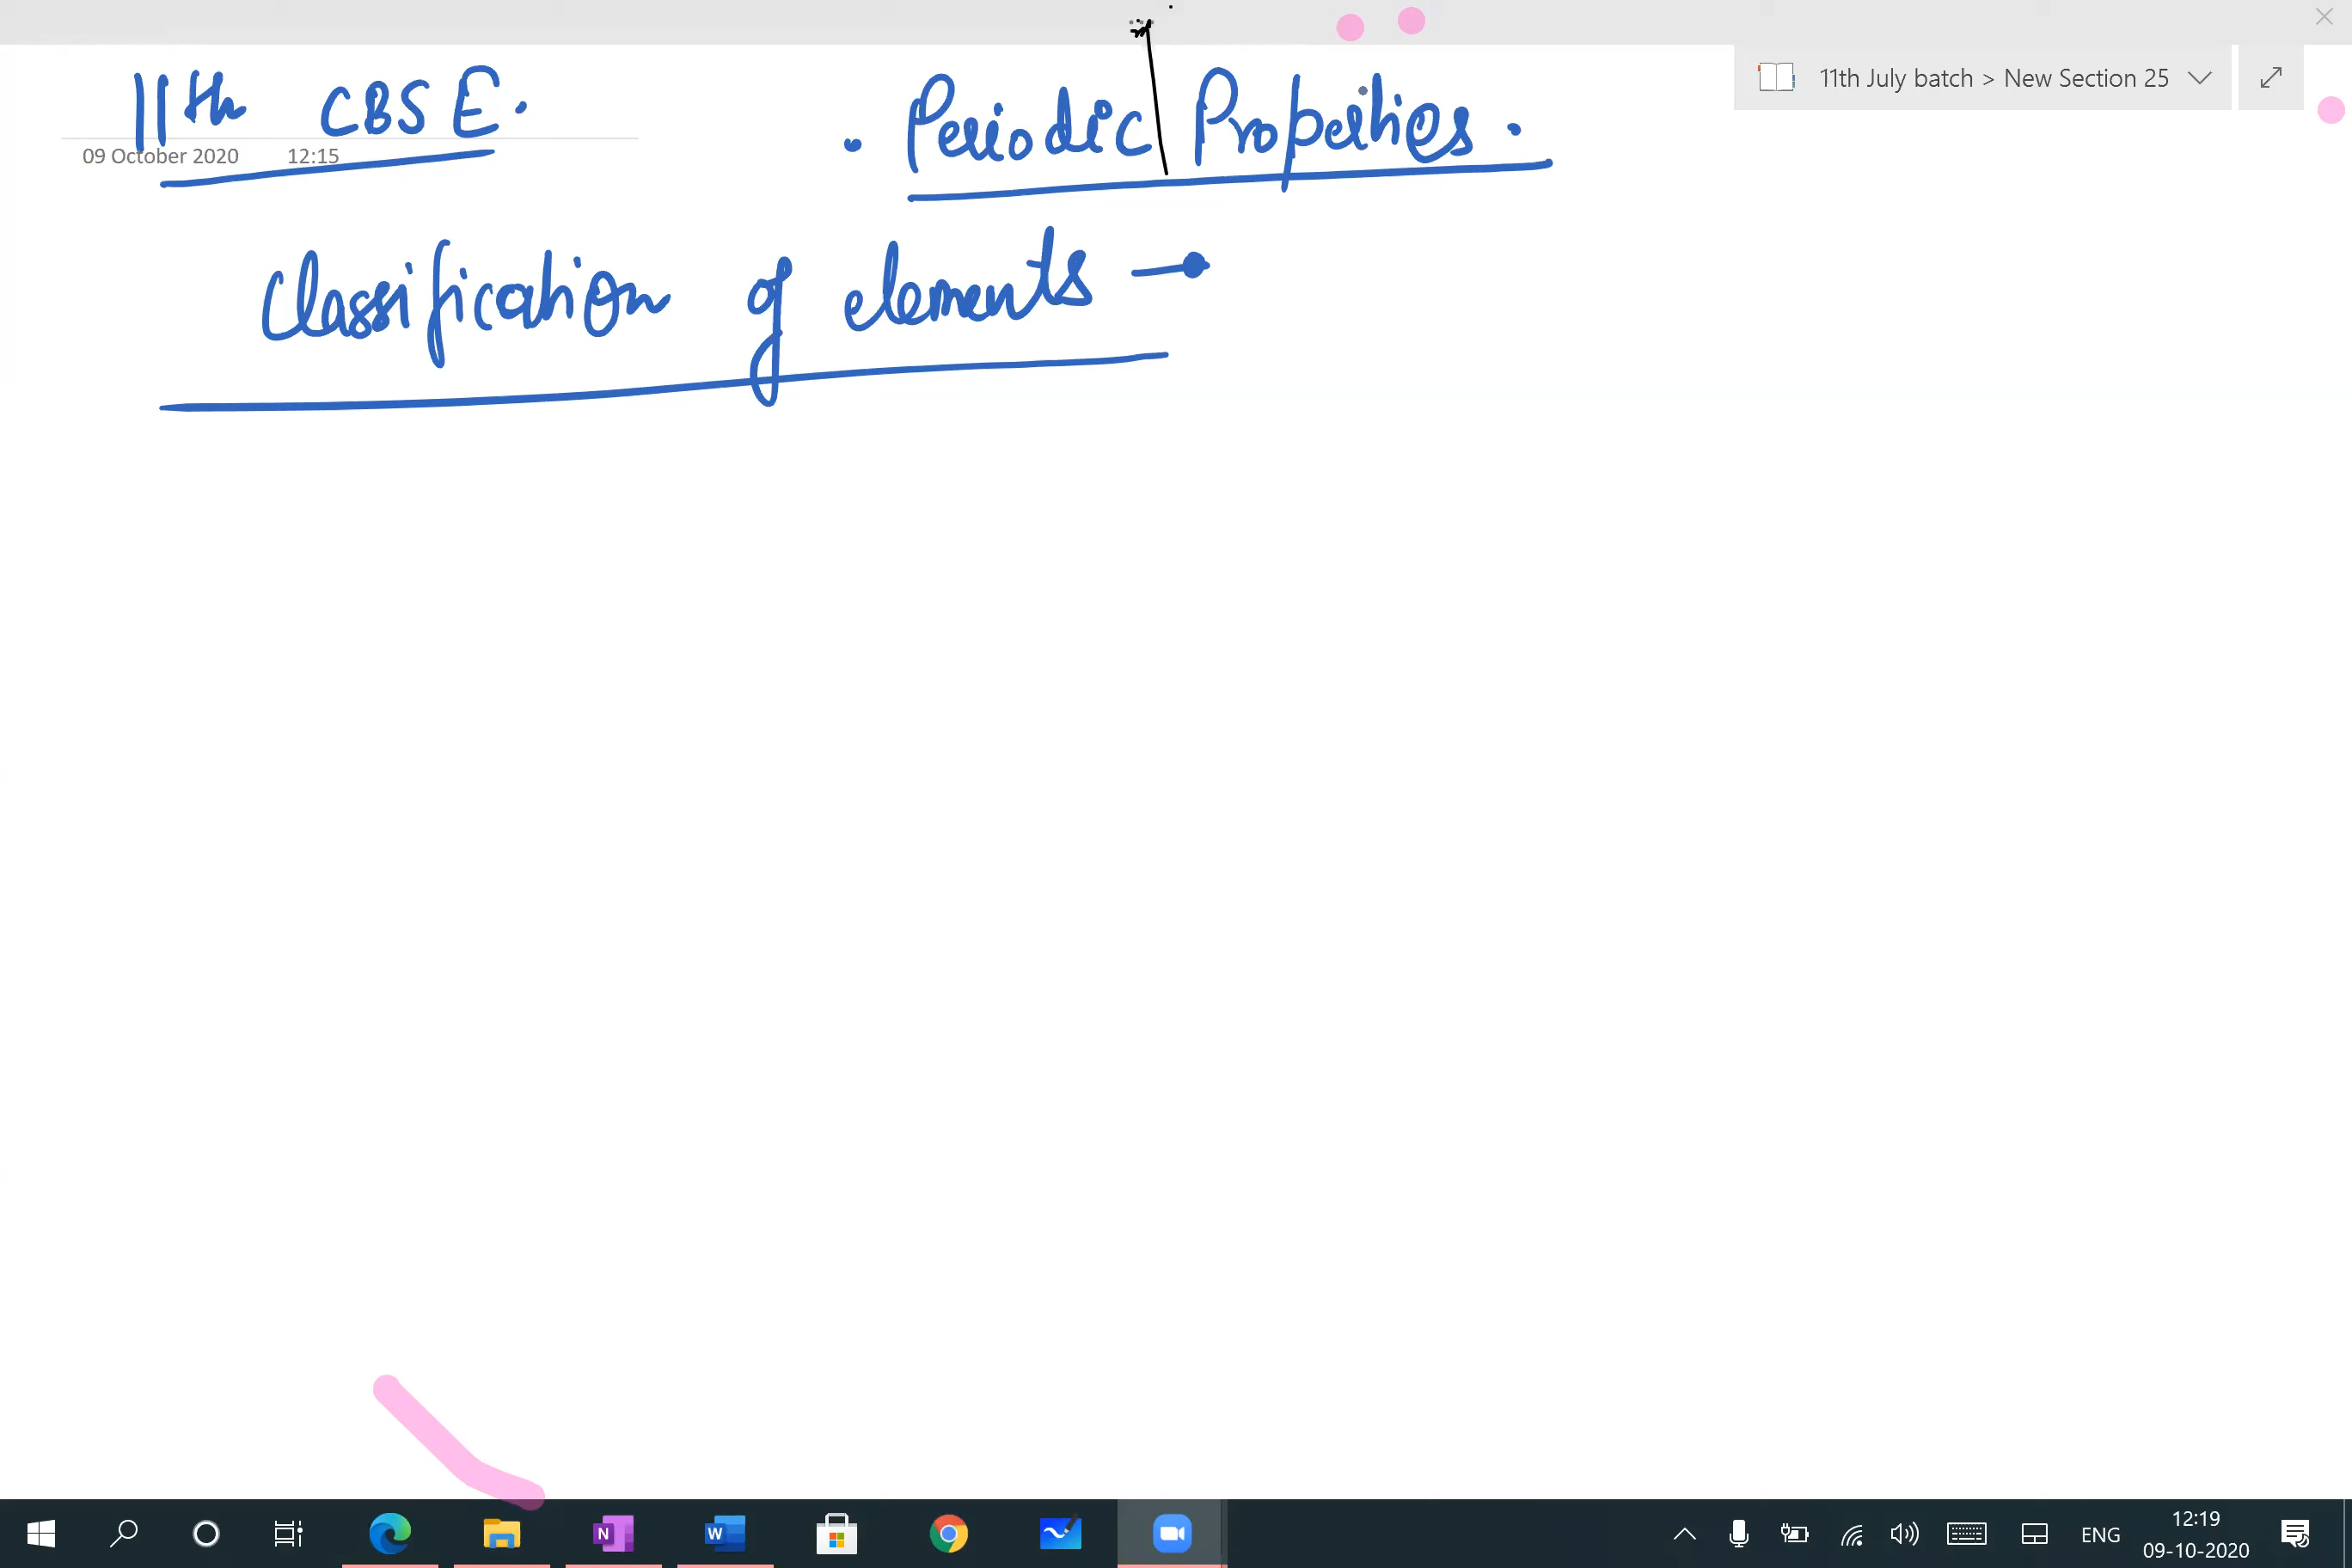 11th CBSE. . Periodic Properties.
11th July batch > New Section 25
09 October 2020 12:15
Classification of elements →
N W ENG 12:19
09-10-2020